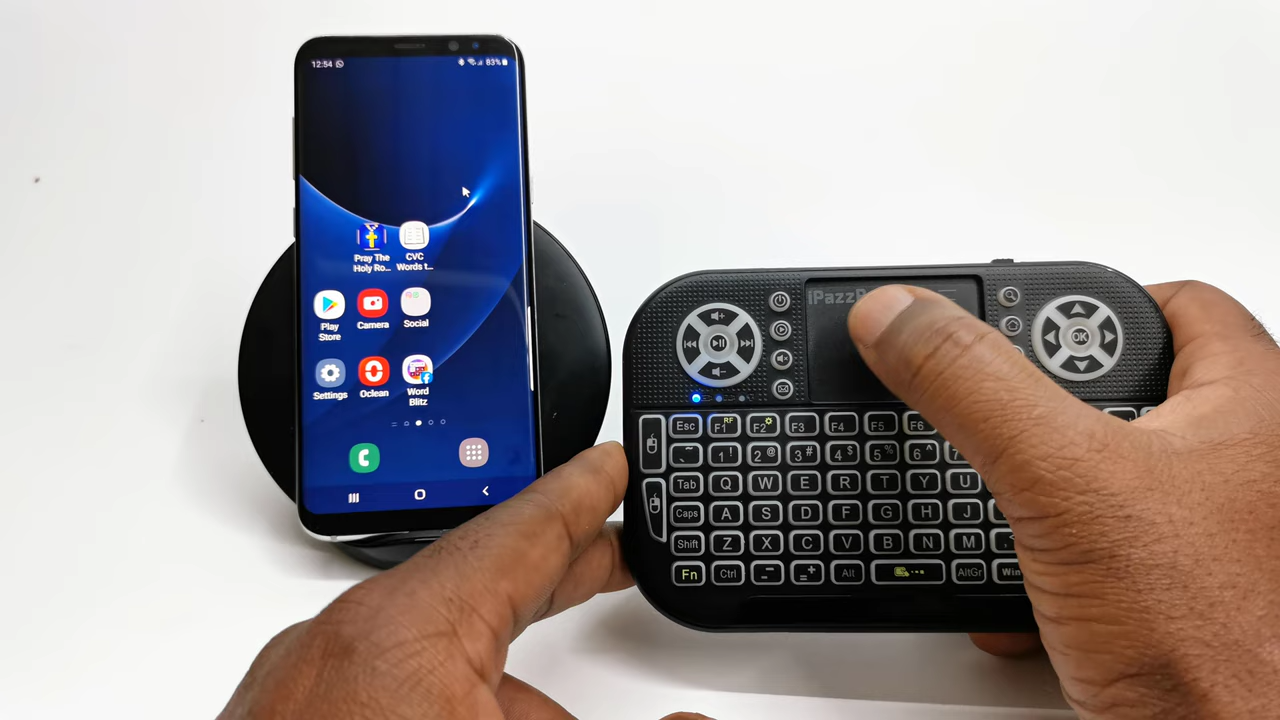 12:54
83%
Pray The
Holy Ro...
CVC
Words t...
Play
Store
Camera
Social
Settings
Oclean
Word
Blitz
OK
Esc F1 RF F2 F3 F4 F5 F6
~ 1 ! 2 @ 3 # 4 $ 5 % 6 ^ 7
Tab Q W E R T Y U
Caps A S D F G H J
Shift Z X C V B N M
Fn Ctrl Alt AltGr Win